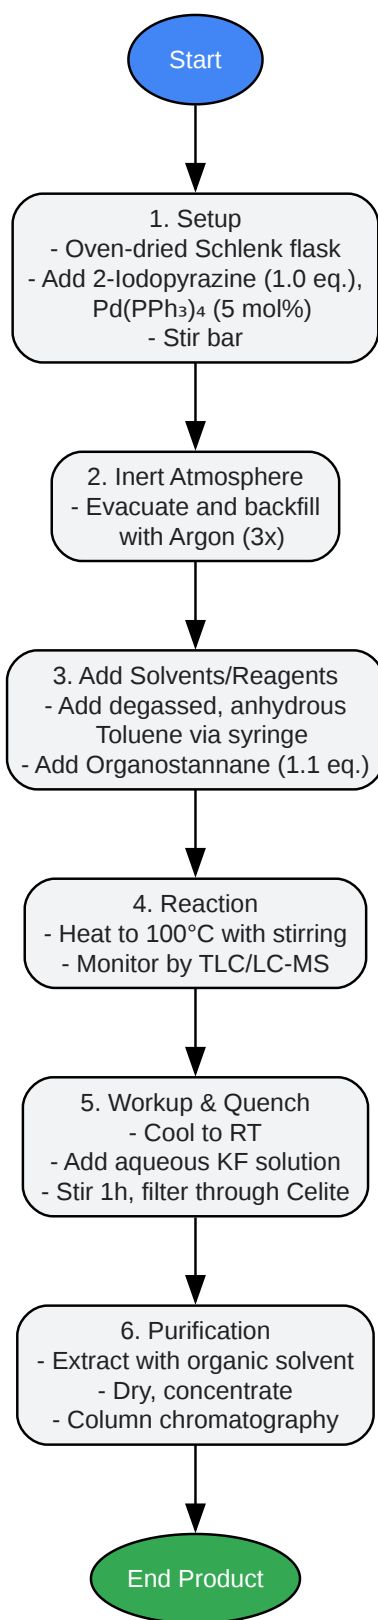 Start
1. Setup
- Oven-dried Schlenk flask
- Add 2-Iodopyrazine (1.0 eq.),
Pd(PPh₃)₄ (5 mol%)
- Stir bar
2. Inert Atmosphere
- Evacuate and backfill
with Argon (3x)
3. Add Solvents/Reagents
- Add degassed, anhydrous
Toluene via syringe
- Add Organostannane (1.1 eq.)
4. Reaction
- Heat to 100°C with stirring
- Monitor by TLC/LC-MS
5. Workup & Quench
- Cool to RT
- Add aqueous KF solution
- Stir 1h, filter through Celite
6. Purification
- Extract with organic solvent
- Dry, concentrate
- Column chromatography
End Product